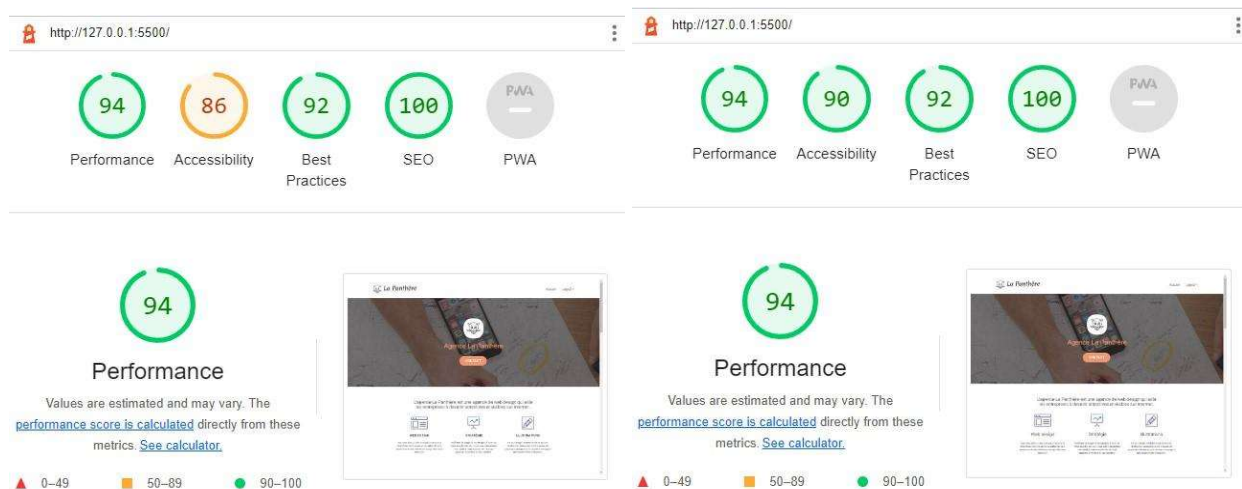 http://127.0.0.1:5500/
94
86
92
100
PWA
Performance
Accessibility
Best
Practices
SEO
PWA
94
Performance
Values are estimated and may vary. The
performance score is calculated directly from these
metrics. See calculator.
0–49
50–89
90–100
La Panthère
Agence La Panthère
http://127.0.0.1:5500/
94
90
92
100
PWA
Performance
Accessibility
Best
Practices
SEO
PWA
94
Performance
Values are estimated and may vary. The
performance score is calculated directly from these
metrics. See calculator.
0–49
50–89
90–100
La Panthère
Agence La Panthère